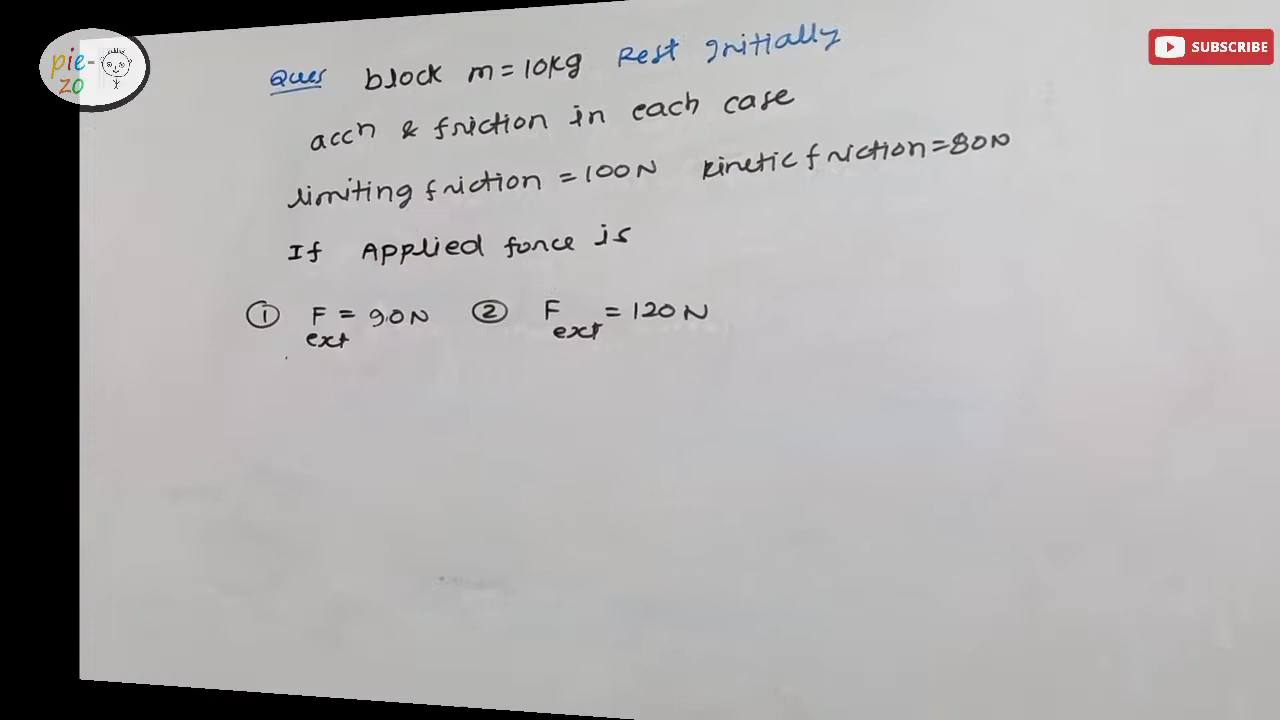 pie-
zo
SUBSCRIBE
Ques block m = 10kg Rest Initially
accn & friction in each case
limiting friction = 100N kinetic friction = 80N
If Applied force is
① F = 90N ② F = 120N
ext ext